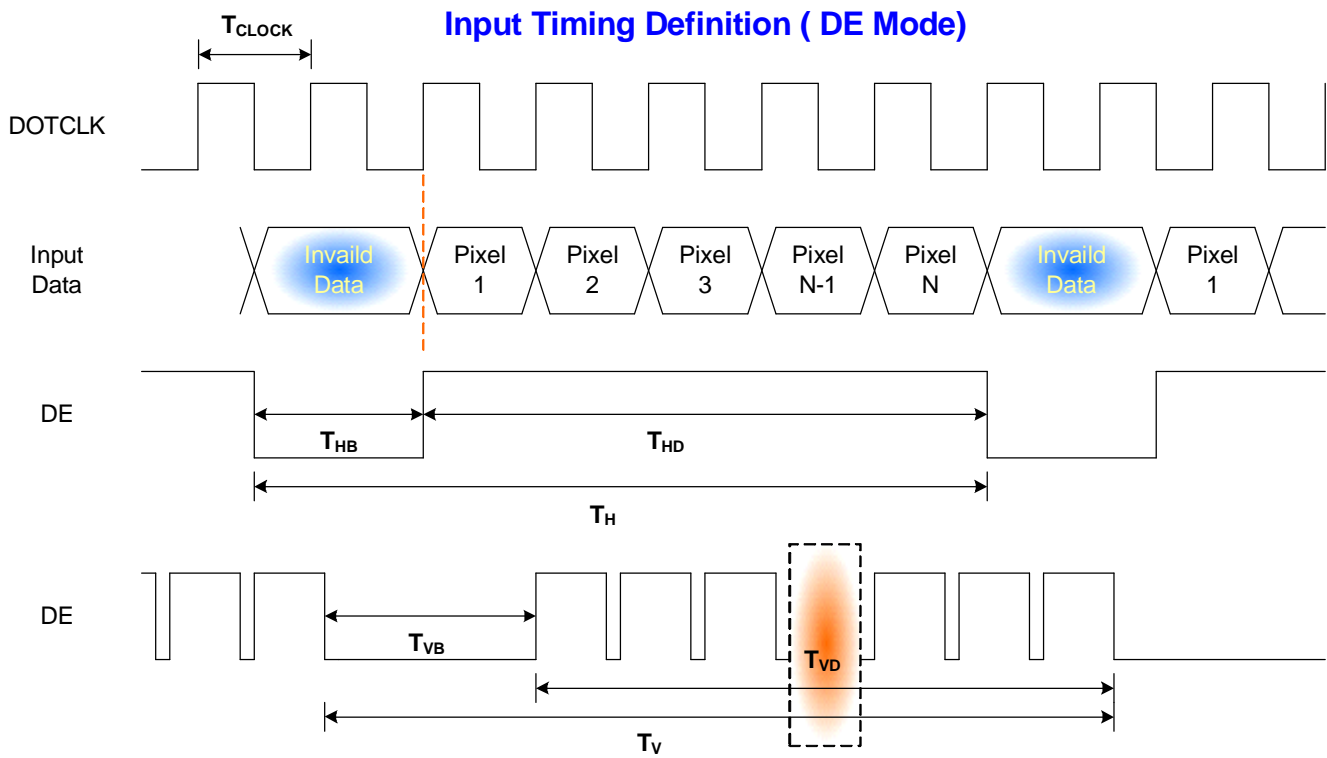 Input Timing Definition ( DE Mode)
TCLOCK
DOTCLK
Input
Data
Invaild
Data
Pixel
1
Pixel
2
Pixel
3
Pixel
N-1
Pixel
N
Invaild
Data
Pixel
1
DE
THB
THD
TH
DE
TVB
TVD
TV